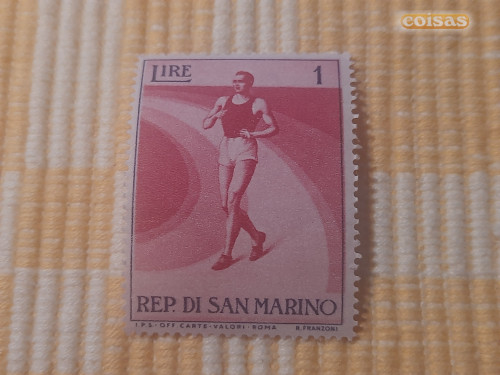 coisas
LIRE 1
REP. DI SAN MARINO
I.P.S - OFF. CARTE - VALORI - ROMA R. FRANZONI